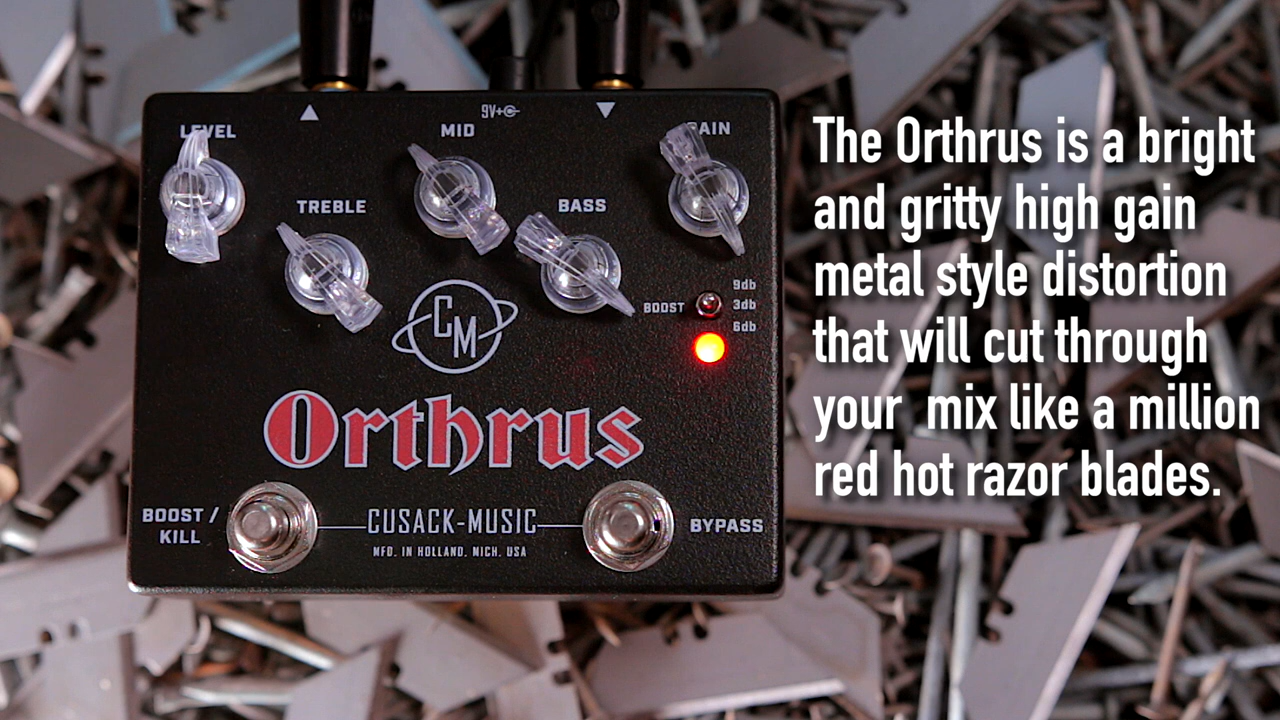 9V+
LEVEL
MID
GAIN
TREBLE
BASS
9db
BOOST 3db
6db
CM
Orthrus
BOOST / KILL
CUSACK-MUSIC
BYPASS
MFD. IN HOLLAND, MICH. USA
The Orthrus is a bright
and gritty high gain
metal style distortion
that will cut through
your mix like a million
red hot razor blades.